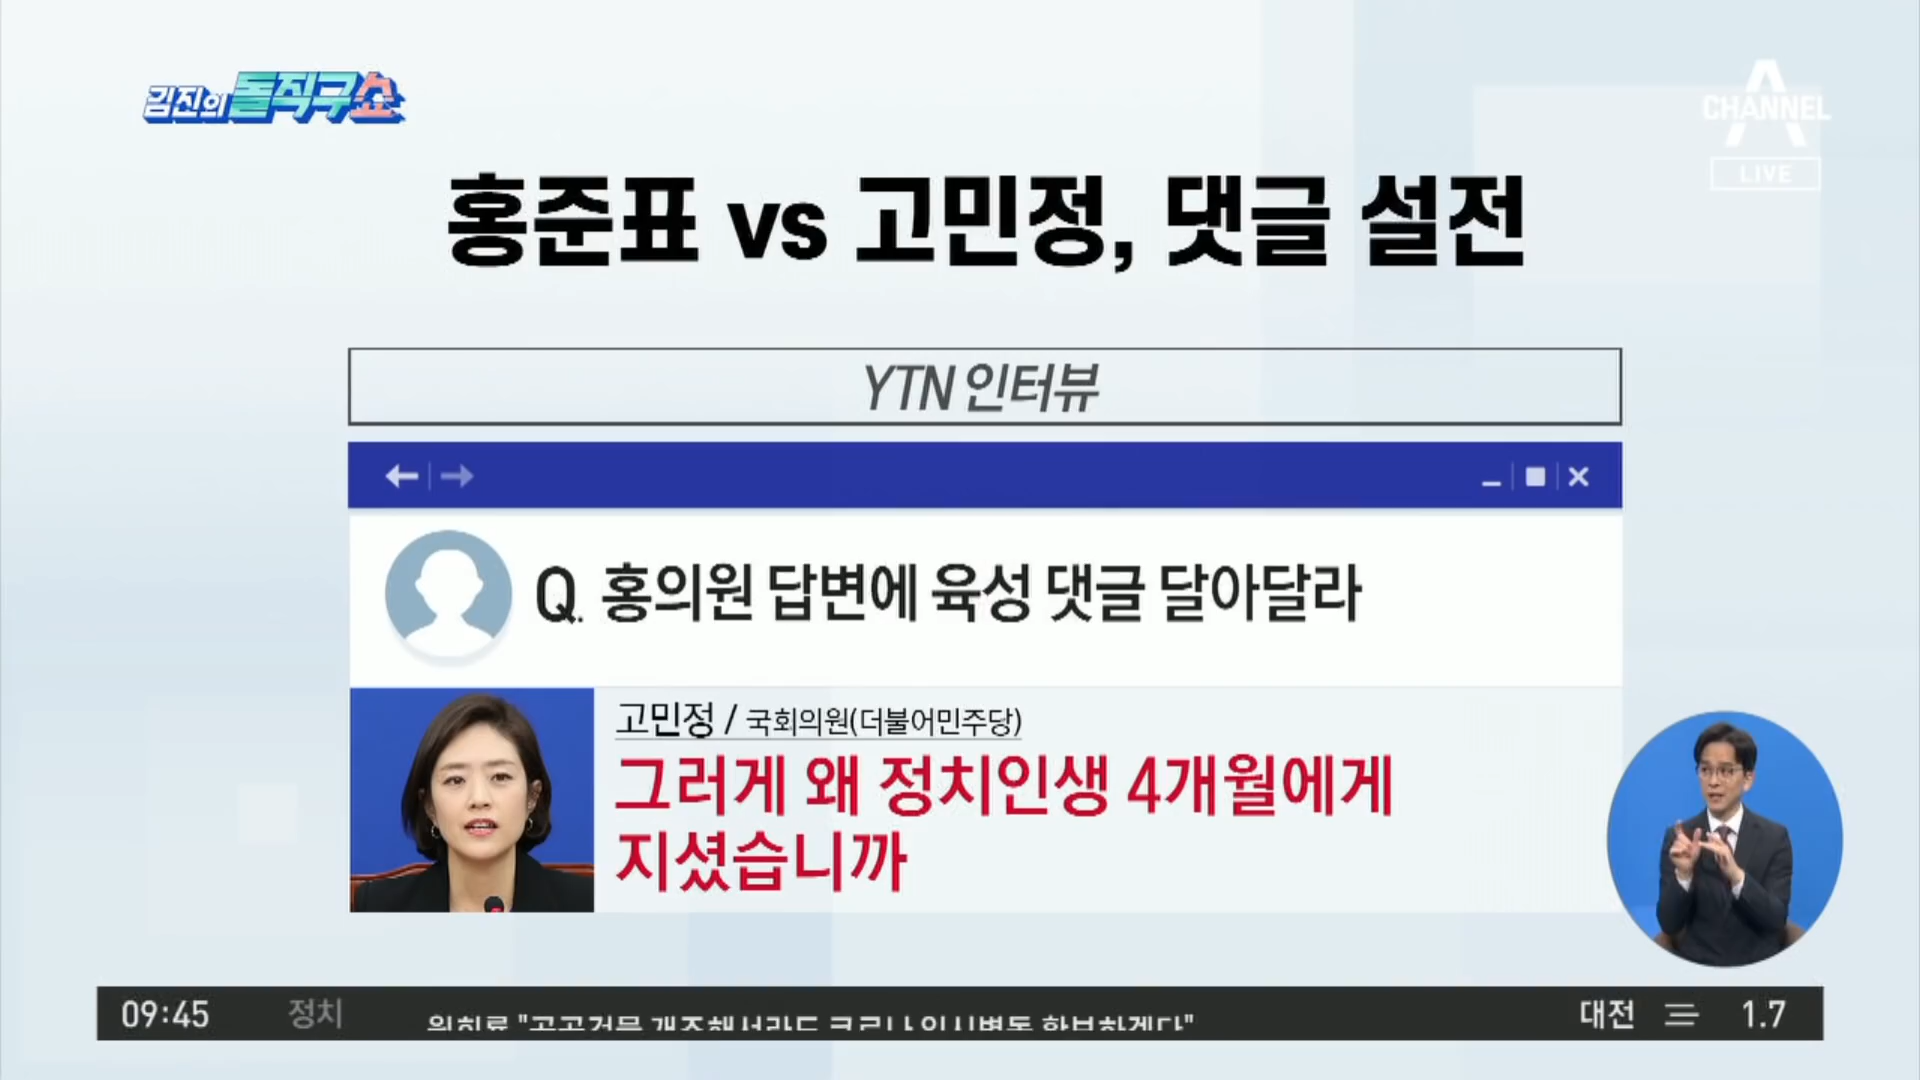 김진의 돌직구쇼
CHANNEL A
LIVE
홍준표 vs 고민정, 댓글 설전
YTN 인터뷰
Q. 홍의원 답변에 육성 댓글 달아달라
고민정 / 국회의원(더불어민주당)
그러게 왜 정치인생 4개월에게
지셨습니까
09:45 정치
대전 1.7